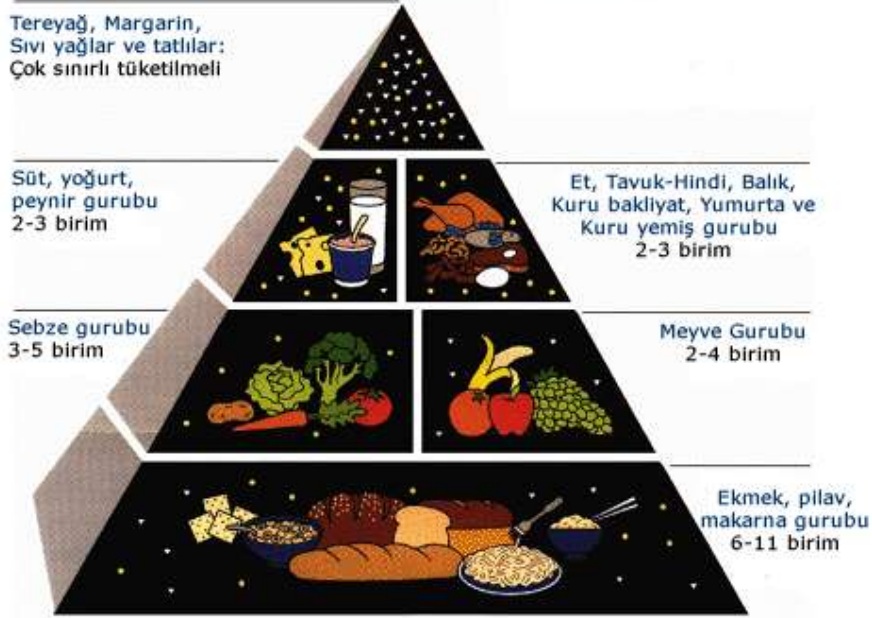 Tereyağ, Margarin,
Sıvı yağlar ve tatlılar:
Çok sınırlı tüketilmeli
Süt, yoğurt,
peynir gurubu
2-3 birim
Et, Tavuk-Hindi, Balık,
Kuru bakliyat, Yumurta ve
Kuru yemiş gurubu
2-3 birim
Sebze gurubu
3-5 birim
Meyve Gurubu
2-4 birim
Ekmek, pilav,
makarna gurubu
6-11 birim